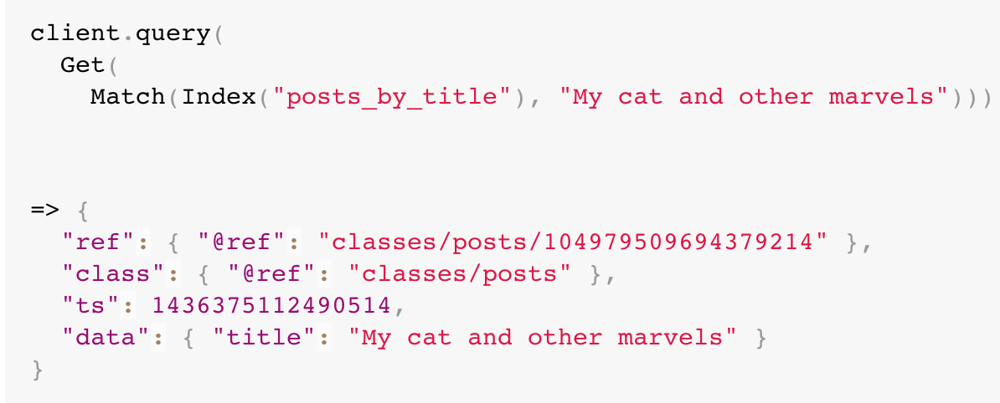 client.query(
  Get(
    Match(Index("posts_by_title"), "My cat and other marvels")))
=> {
  "ref": { "@ref": "classes/posts/104979509694379214" },
  "class": { "@ref": "classes/posts" },
  "ts": 1436375112490514,
  "data": { "title": "My cat and other marvels" }
}